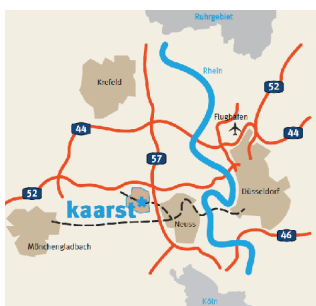 Ruhrgebiet
Rhein
Krefeld
52
Flughafen
44
44
57
52
kaarst
Düsseldorf
Neuss
Mönchengladbach
46
Köln